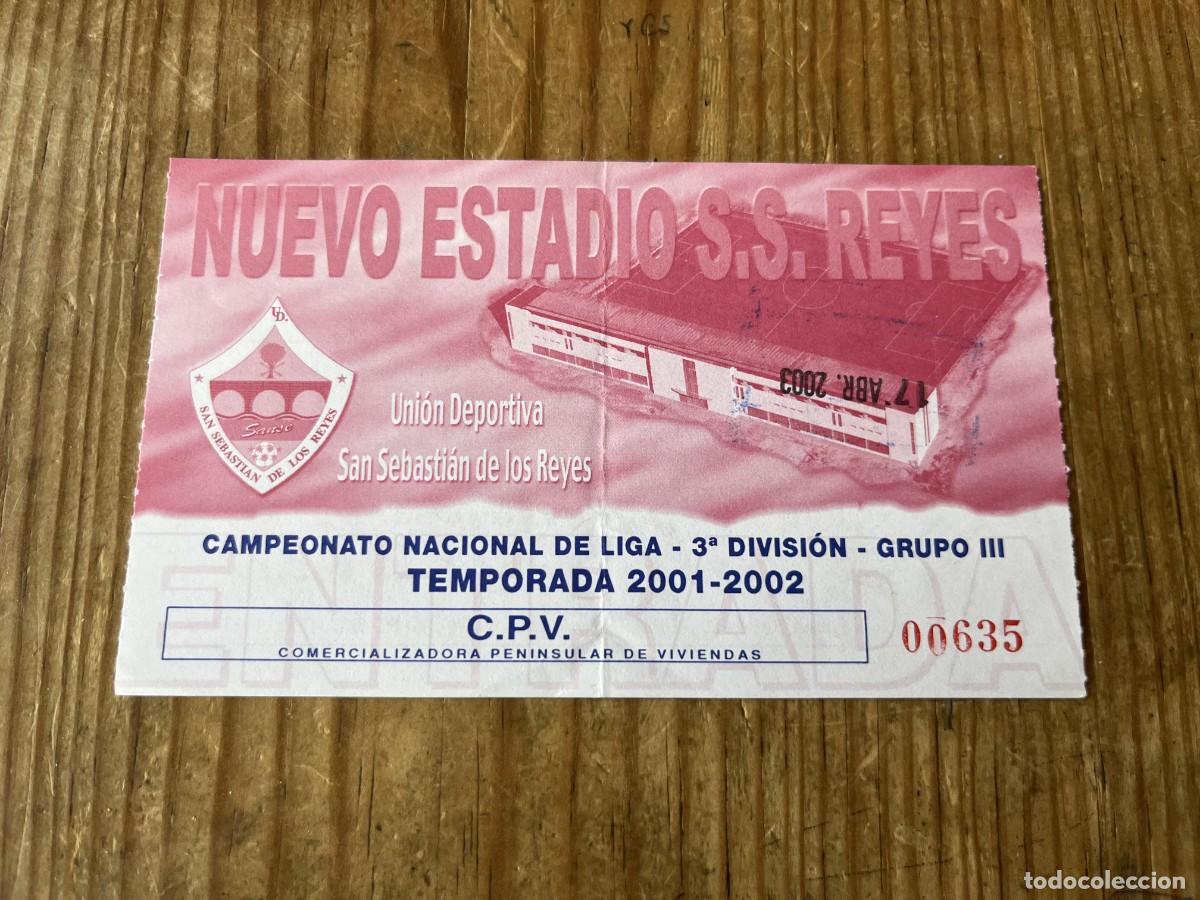 NUEVO ESTADIO S.S. REYES
U.D.
Sanse
SAN SEBASTIAN DE LOS REYES
Unión Deportiva
San Sebastián de los Reyes
17 ABR. 2003
CAMPEONATO NACIONAL DE LIGA - 3ª DIVISIÓN - GRUPO III
TEMPORADA 2001-2002
ENTRADA
C.P.V.
COMERCIALIZADORA PENINSULAR DE VIVIENDAS
00635
todocoleccion